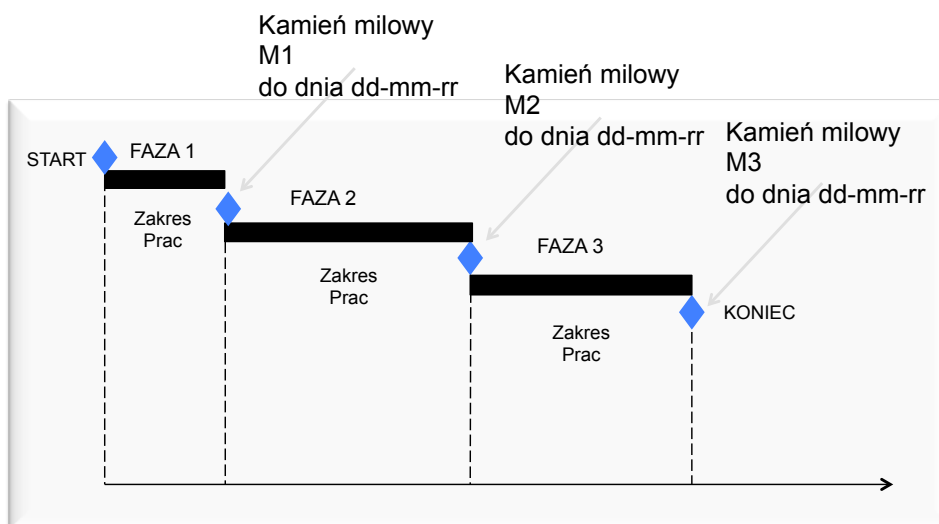 Kamień milowy
M1
do dnia dd-mm-rr
Kamień milowy
M2
do dnia dd-mm-rr
Kamień milowy
M3
do dnia dd-mm-rr
START
FAZA 1
Zakres
Prac
FAZA 2
Zakres
Prac
FAZA 3
Zakres
Prac
KONIEC